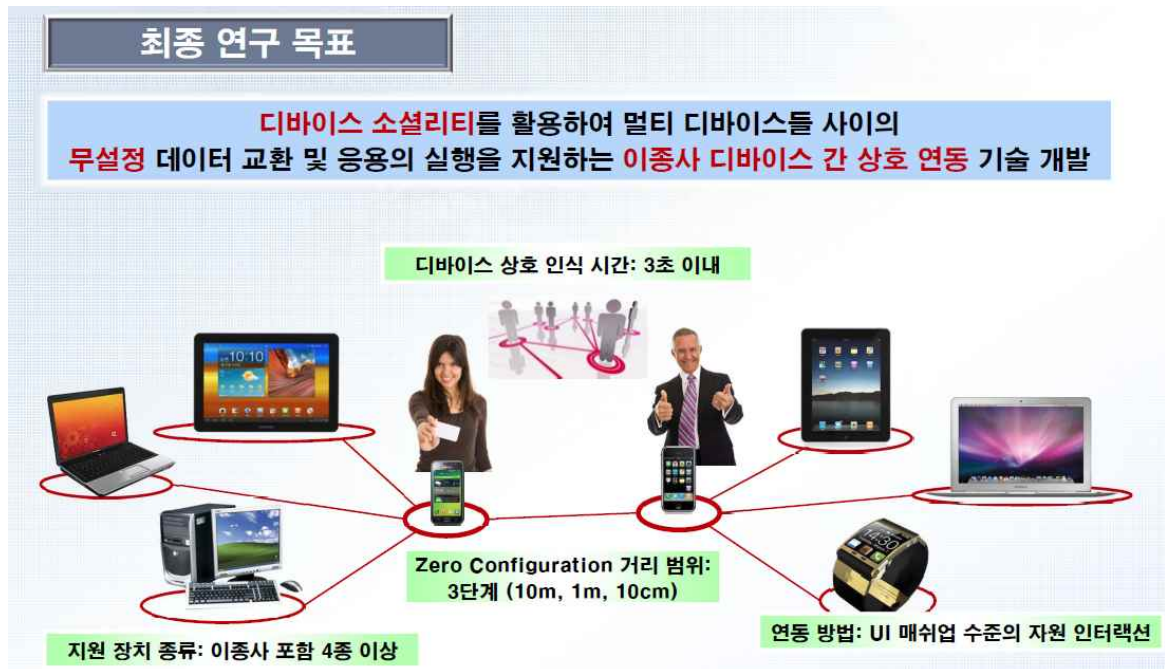 최종 연구 목표
디바이스 소셜리티를 활용하여 멀티 디바이스들 사이의
무설정 데이터 교환 및 응용의 실행을 지원하는 이종사 디바이스 간 상호 연동 기술 개발
디바이스 상호 인식 시간: 3초 이내
10:10
14:30
Zero Configuration 거리 범위:
3단계 (10m, 1m, 10cm)
연동 방법: UI 매쉬업 수준의 자원 인터랙션
지원 장치 종류: 이종사 포함 4종 이상